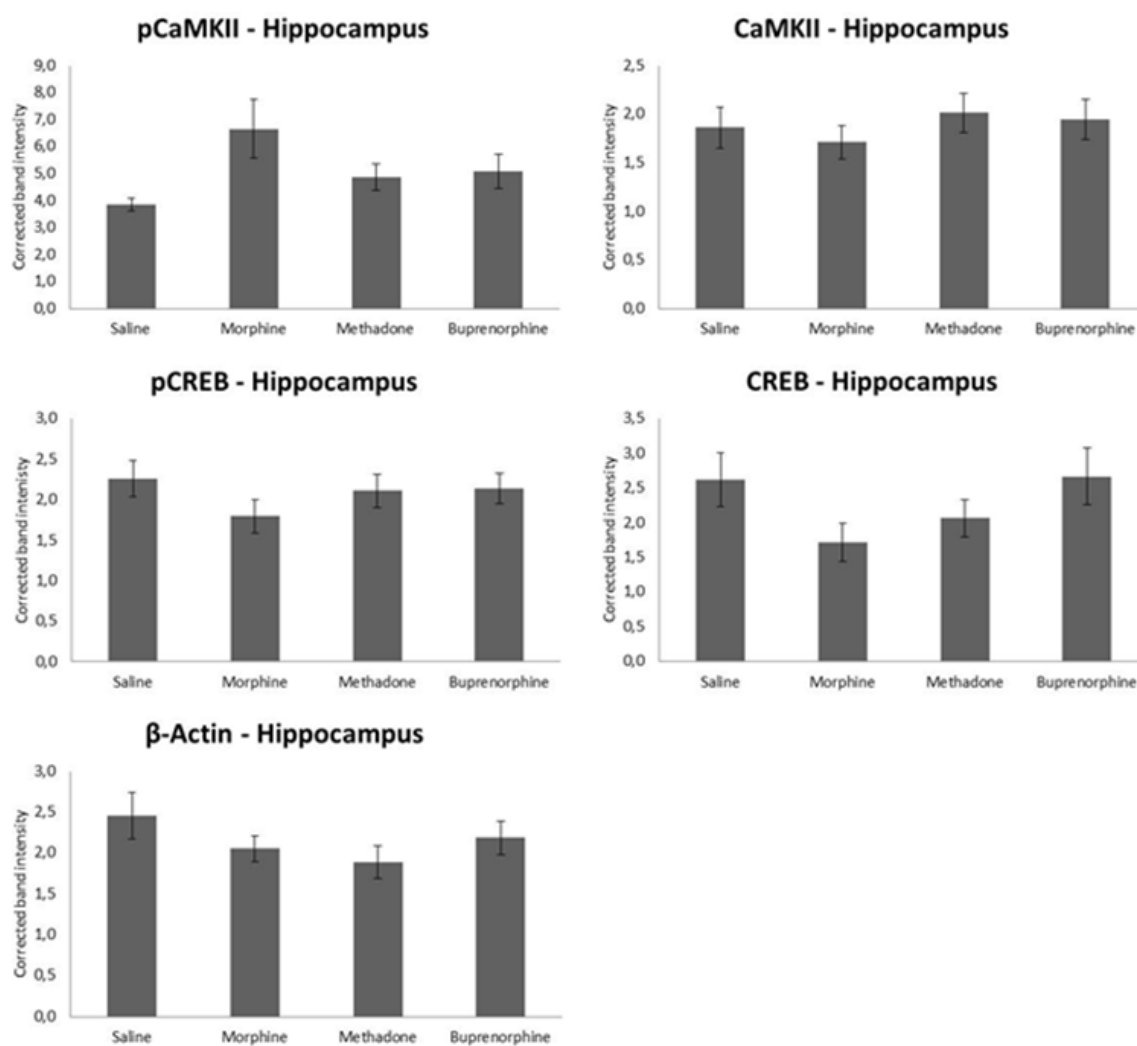 pCaMKII - Hippocampus
Corrected band intensity
9,0
8,0
7,0
6,0
5,0
4,0
3,0
2,0
1,0
0,0
Saline Morphine Methadone Buprenorphine
CaMKII - Hippocampus
Corrected band intensity
2,5
2,0
1,5
1,0
0,5
0,0
Saline Morphine Methadone Buprenorphine
pCREB - Hippocampus
Corrected band intenisty
3,0
2,5
2,0
1,5
1,0
0,5
0,0
Saline Morphine Methadone Buprenorphine
CREB - Hippocampus
Corrected band intensity
3,5
3,0
2,5
2,0
1,5
1,0
0,5
0,0
Saline Morphine Methadone Buprenorphine
β-Actin - Hippocampus
Corrected band intensity
3,0
2,5
2,0
1,5
1,0
0,5
0,0
Saline Morphine Methadone Buprenorphine